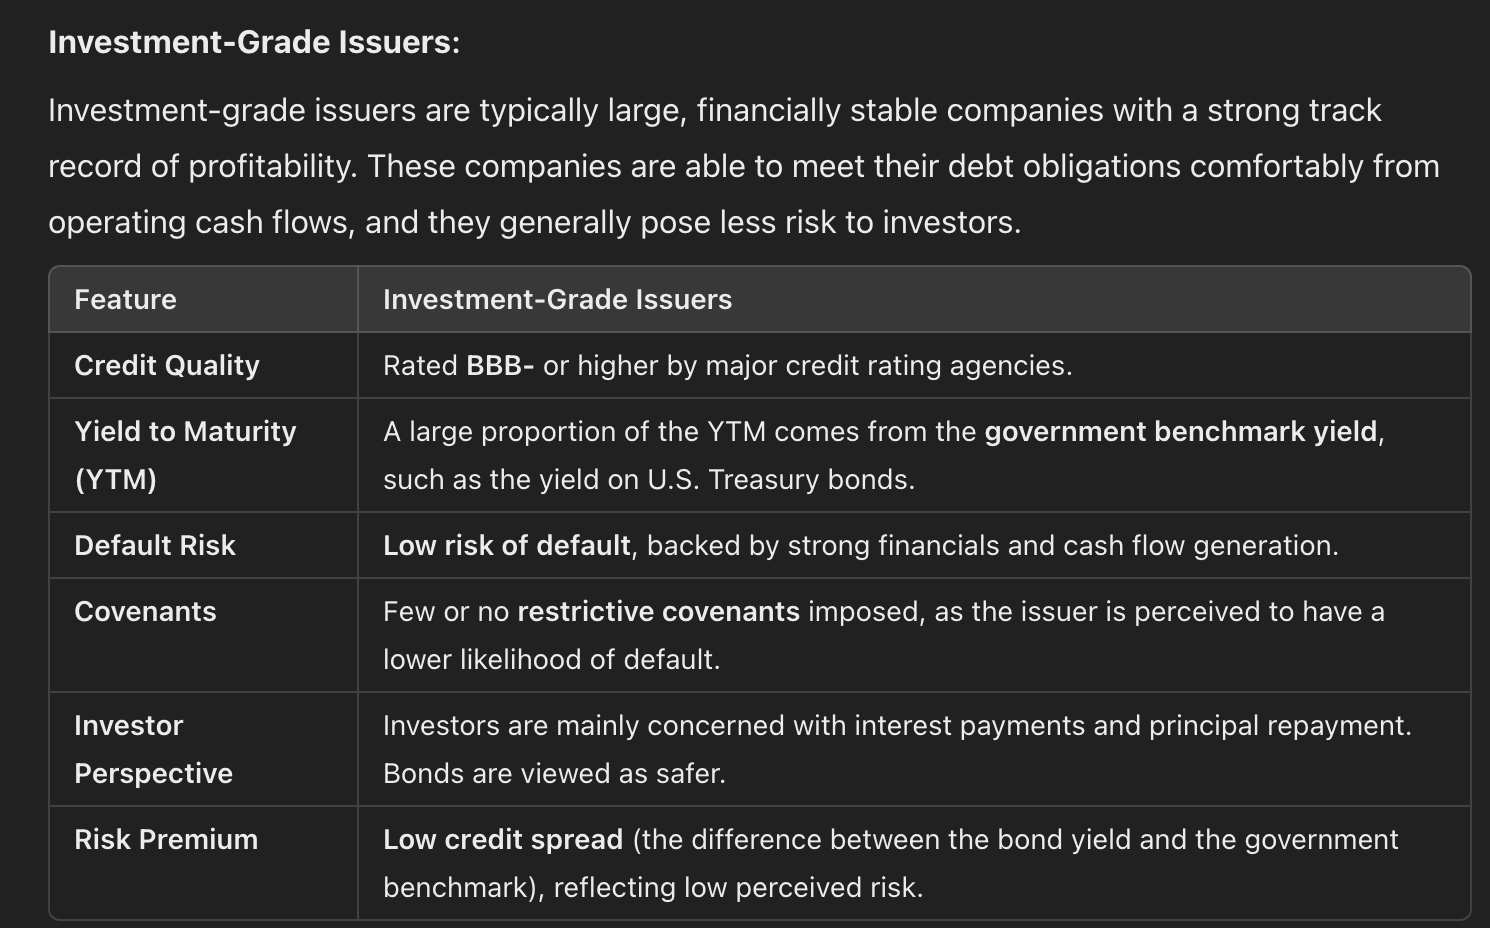 Investment-Grade Issuers:
Investment-grade issuers are typically large, financially stable companies with a strong track
record of profitability. These companies are able to meet their debt obligations comfortably from
operating cash flows, and they generally pose less risk to investors.
Feature
Investment-Grade Issuers
Credit Quality
Rated BBB- or higher by major credit rating agencies.
Yield to Maturity
(YTM)
A large proportion of the YTM comes from the government benchmark yield,
such as the yield on U.S. Treasury bonds.
Default Risk
Low risk of default, backed by strong financials and cash flow generation.
Covenants
Few or no restrictive covenants imposed, as the issuer is perceived to have a
lower likelihood of default.
Investor
Perspective
Investors are mainly concerned with interest payments and principal repayment.
Bonds are viewed as safer.
Risk Premium
Low credit spread (the difference between the bond yield and the government
benchmark), reflecting low perceived risk.